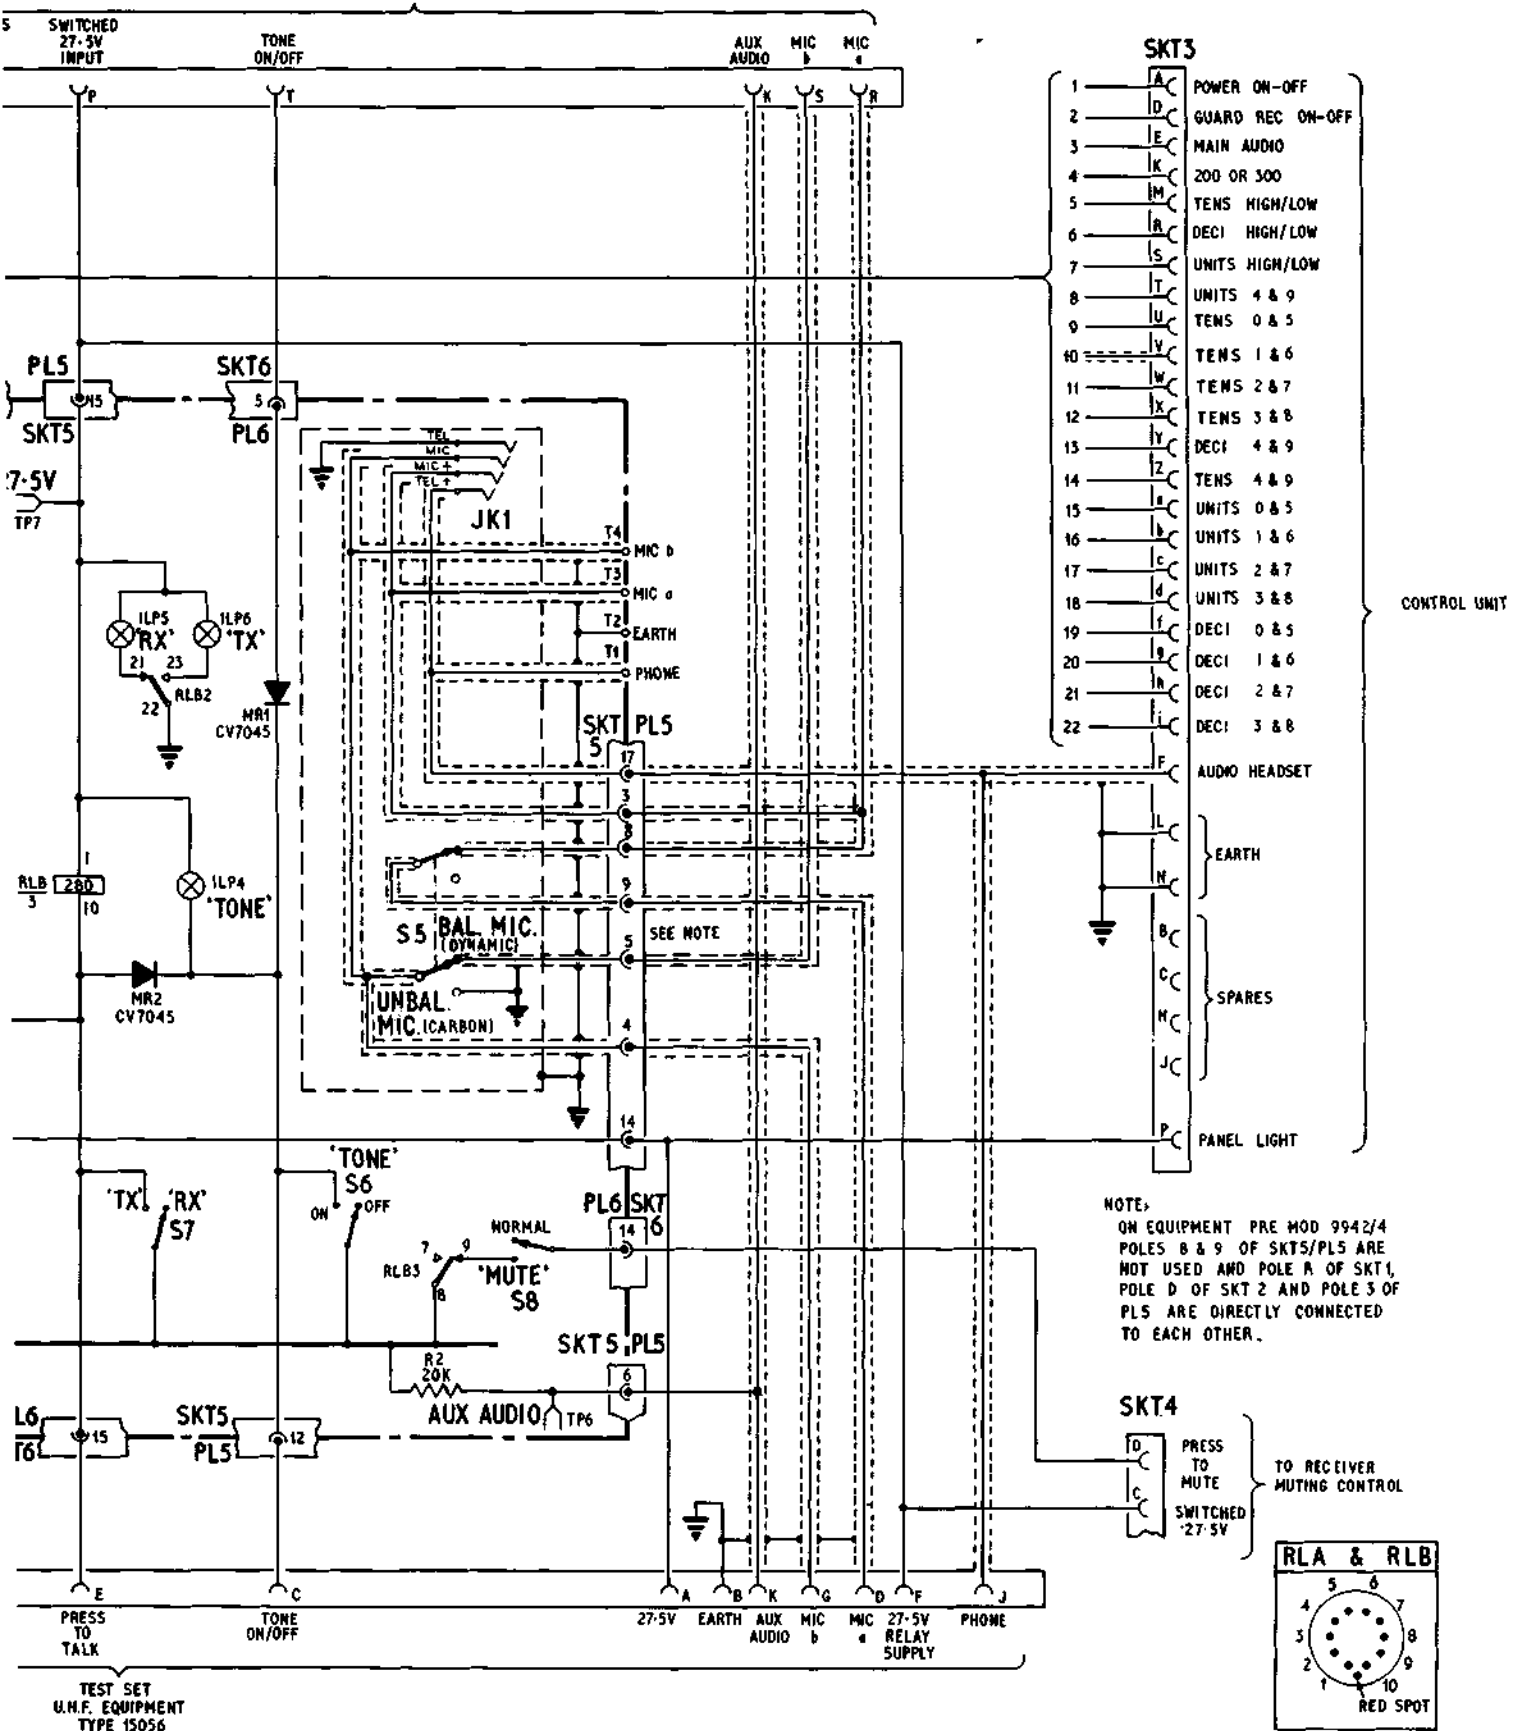 S
SWITCHED
27·5V
INPUT
TONE
ON/OFF
AUX
AUDIO
MIC
b
MIC
a
P
T
K
S
R
SKT3
1 A POWER ON-OFF
2 D GUARD REC ON-OFF
3 E MAIN AUDIO
4 K 200 OR 300
5 M TENS HIGH/LOW
6 R DECI HIGH/LOW
7 S UNITS HIGH/LOW
8 T UNITS 4 & 9
9 U TENS 0 & 5
10 V TENS 1 & 6
11 W TENS 2 & 7
12 X TENS 3 & 8
13 Y DECI 4 & 9
14 Z TENS 4 & 9
15 a UNITS 0 & 5
16 b UNITS 1 & 6
17 c UNITS 2 & 7
18 d UNITS 3 & 8
19 f DECI 0 & 5
20 g DECI 1 & 6
21 h DECI 2 & 7
22 DECI 3 & 8
F AUDIO HEADSET
L
N
EARTH
B
C
H
J
SPARES
P PANEL LIGHT
CONTROL UNIT
PL5
15
SKT5
SKT6
5
PL6
27·5V
TP7
ILP5
'RX'
ILP6
'TX'
21 23
RLB2
22
MR1
CV7045
TEL
MIC
MIC +
TEL +
JK1
T4
MIC b
T3
MIC a
T2
EARTH
T1
PHONE
SKT PL5
5
17
3
8
9
5
4
14
SEE NOTE
1
RLB 280
3 10
ILP4
'TONE'
MR2
CV7045
S5
BAL. MIC.
(DYNAMIC)
UNBAL.
MIC. (CARBON)
'TX' 'RX'
S7
'TONE'
S6
ON OFF
PL6 SKT
6
14
NORMAL
7 9
RLB3
8
'MUTE'
S8
SKT5 PL5
6
R2
20K
AUX AUDIO
TP6
L6
15
T6
SKT5
12
PL5
NOTE:
ON EQUIPMENT PRE MOD 9942/4
POLES 8 & 9 OF SKT5/PL5 ARE
NOT USED AND POLE R OF SKT1,
POLE D OF SKT 2 AND POLE 3 OF
PL5 ARE DIRECTLY CONNECTED
TO EACH OTHER.
SKT4
D
PRESS
TO
MUTE
C
SWITCHED
27·5V
TO RECEIVER
MUTING CONTROL
E
C
A
B
K
G
D
F
J
PRESS
TO
TALK
TONE
ON/OFF
27·5V
EARTH
AUX
AUDIO
MIC
b
MIC
a
27·5V
RELAY
SUPPLY
PHONE
TEST SET
U.H.F. EQUIPMENT
TYPE 15056
RLA & RLB
5 6
4 7
3 8
2 9
1 10
RED SPOT